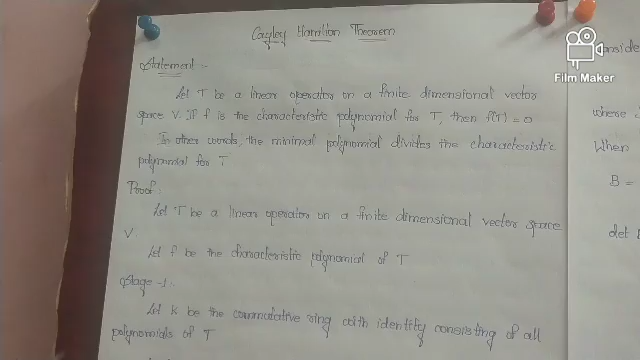 Cayley Hamilton Theorem
Statement :-
Let T be a linear operator on a finite dimensional vector
space V. If f is the characteristic polynomial for T, then f(T) = 0
In other words, the minimal polynomial divides the characteristic
polynomial for T
Proof:
Let T be a linear operator on a finite dimensional vector space
V
Let f be the characteristic polynomial of T
Stage -1:
Let K be the commutative ring with identity consisting of all
polynomials of T
where
When
B =
det
Film Maker